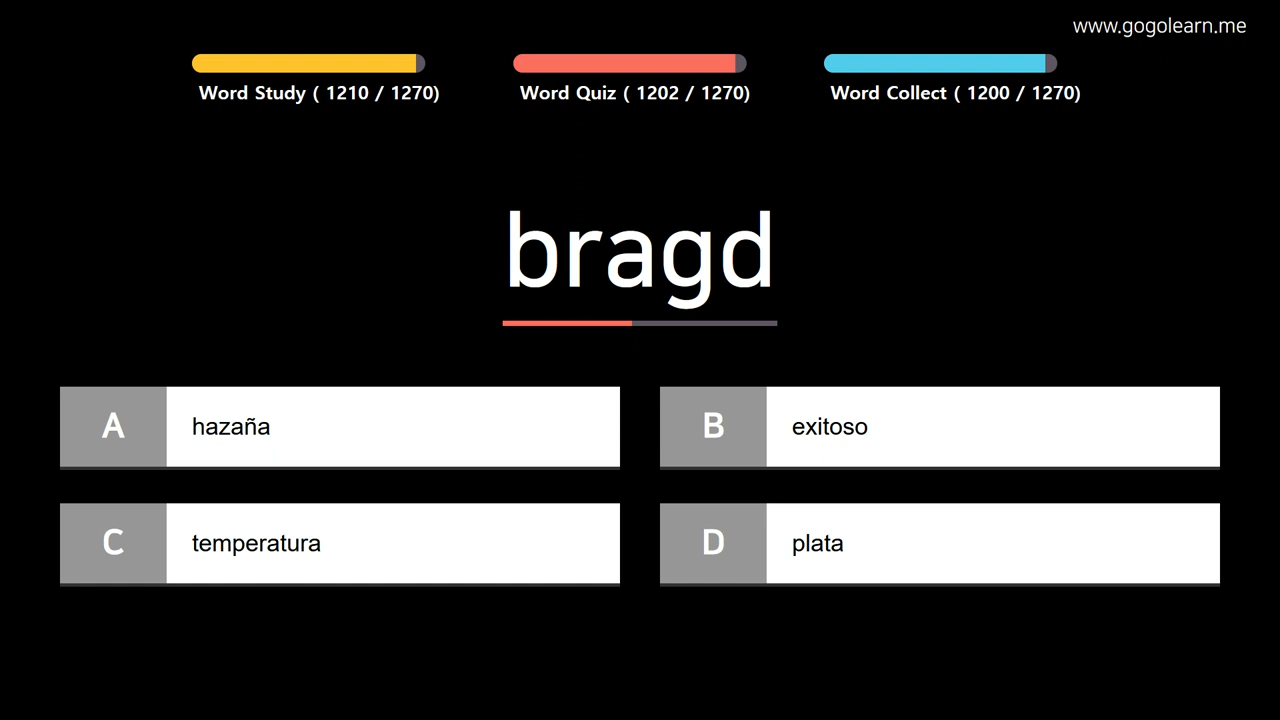 www.gogolearn.me
Word Study ( 1210 / 1270)
Word Quiz ( 1202 / 1270)
Word Collect ( 1200 / 1270)
bragd
A hazaña
B exitoso
C temperatura
D plata